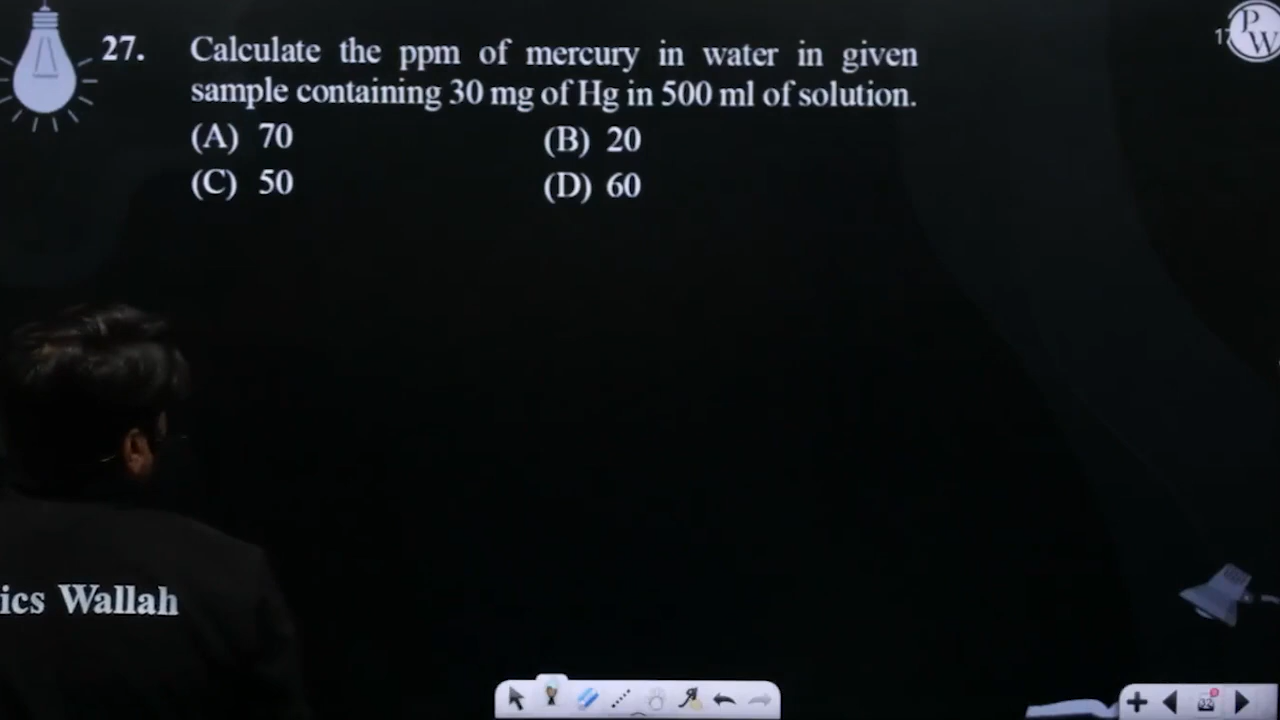 27. Calculate the ppm of mercury in water in given
sample containing 30 mg of Hg in 500 ml of solution.
(A) 70 (B) 20
(C) 50 (D) 60
PW
ics Wallah